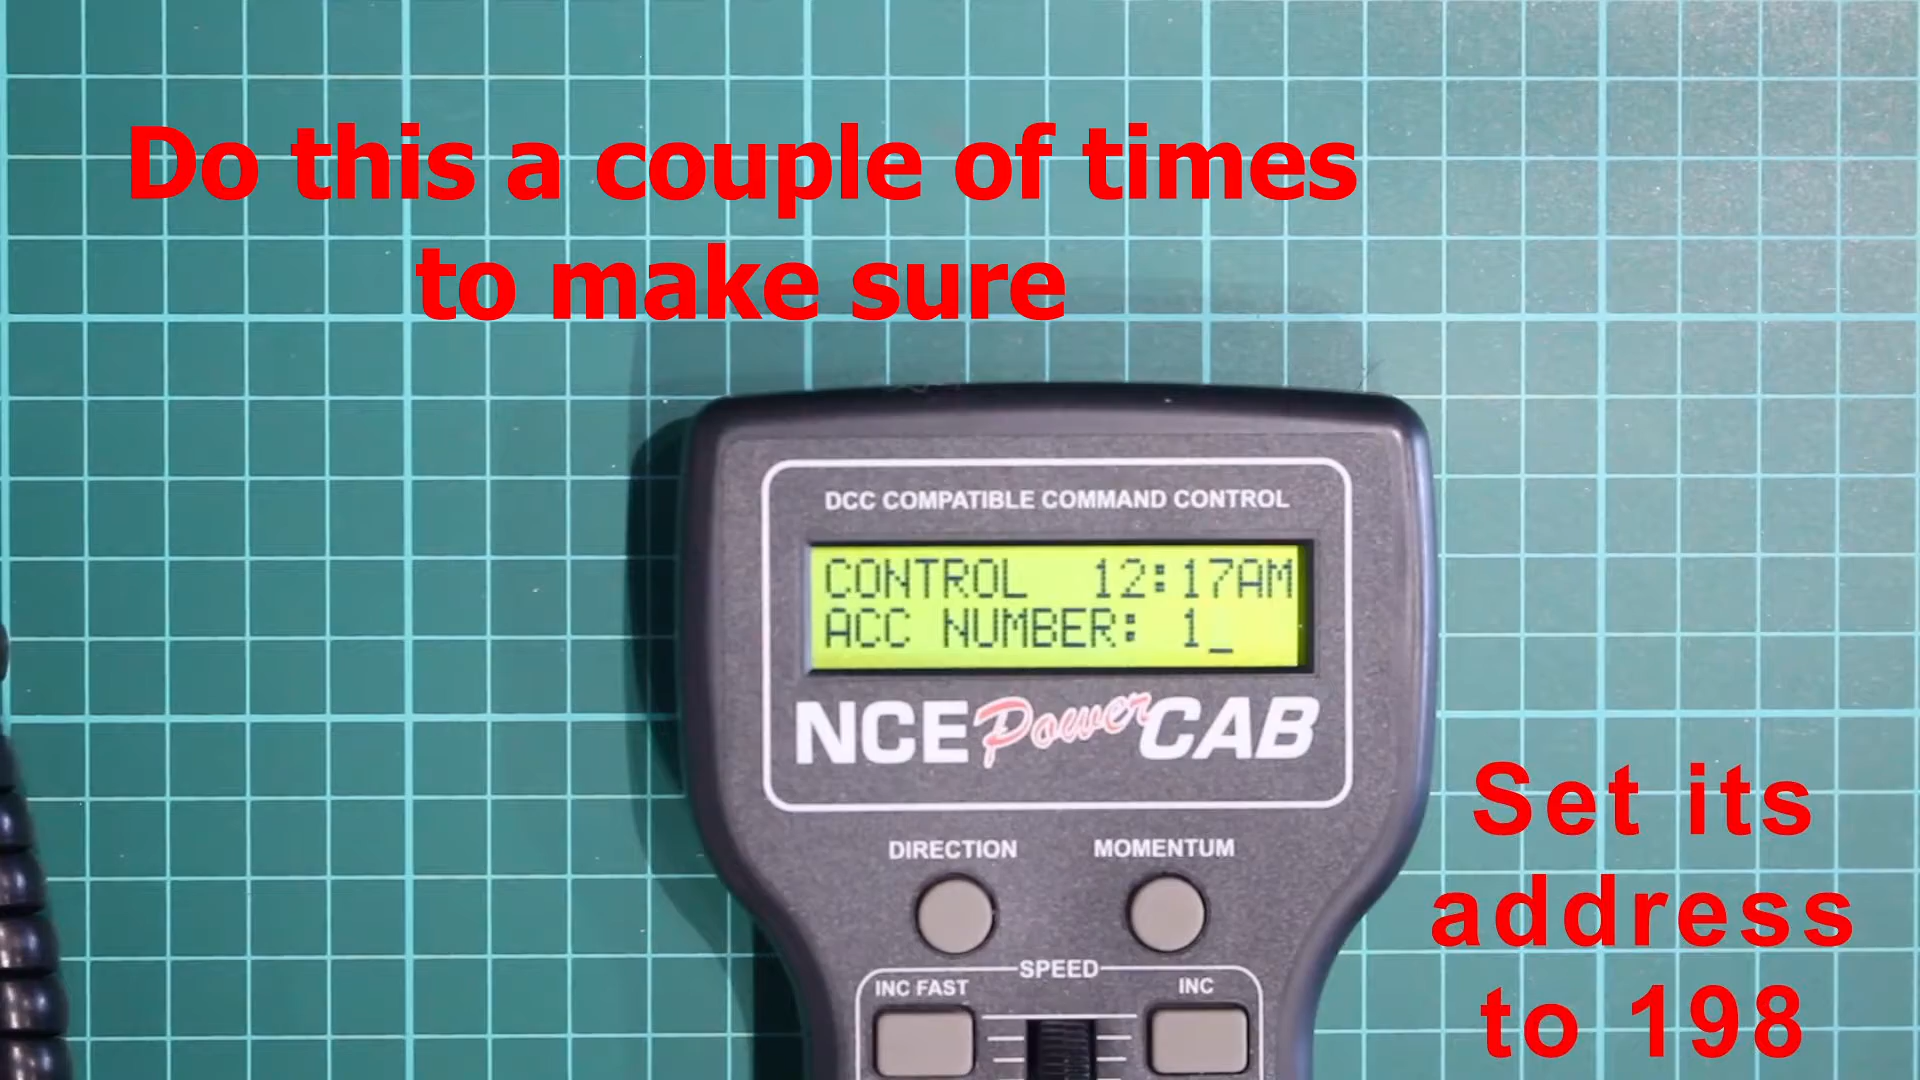 Do this a couple of times
to make sure
DCC COMPATIBLE COMMAND CONTROL
CONTROL 12:17AM
ACC NUMBER: 1_
NCE Power CAB
DIRECTION MOMENTUM
SPEED
INC FAST INC
Set its
address
to 198